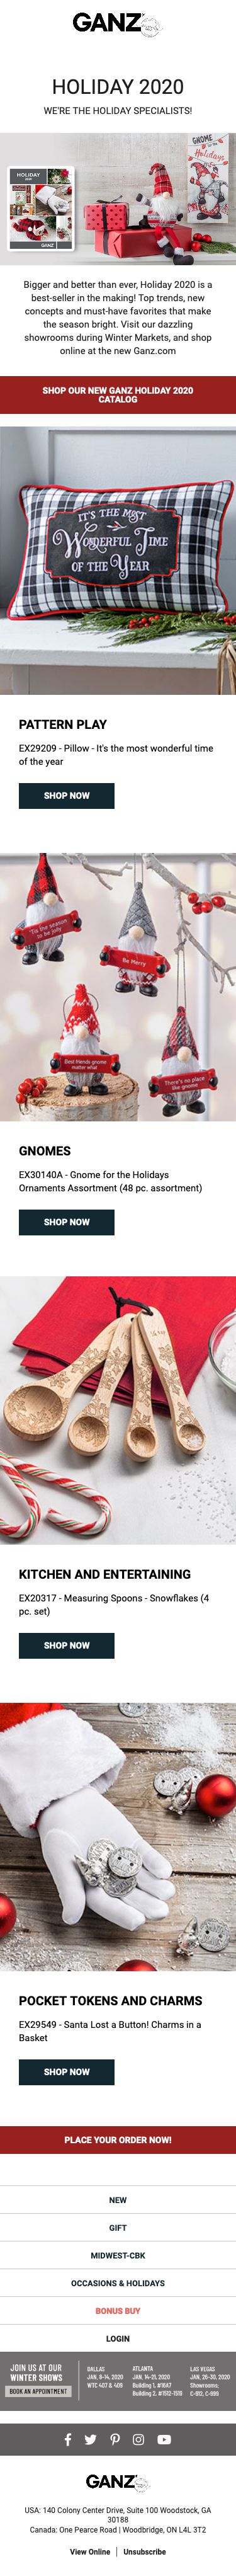 GANZ
HOLIDAY 2020
WE'RE THE HOLIDAY SPECIALISTS!
HOLIDAY
GANZ
GNOME
Holidays
Bigger and better than ever, Holiday 2020 is a
best-seller in the making! Top trends, new
concepts and must-have favorites that make
the season bright. Visit our dazzling
showrooms during Winter Markets, and shop
online at the new Ganz.com
SHOP OUR NEW GANZ HOLIDAY 2020
CATALOG
IT'S THE MOST
WONDERFUL TIME
OF THE YEAR
PATTERN PLAY
EX29209 - Pillow - It's the most wonderful time
of the year
SHOP NOW
'Tis the season
to be jolly
Be Merry
Best friends gnome
matter what
There's no place
like gnome
GNOMES
EX30140A - Gnome for the Holidays
Ornaments Assortment (48 pc. assortment)
SHOP NOW
KITCHEN AND ENTERTAINING
EX20317 - Measuring Spoons - Snowflakes (4
pc. set)
SHOP NOW
POCKET TOKENS AND CHARMS
EX29549 - Santa Lost a Button! Charms in a
Basket
SHOP NOW
PLACE YOUR ORDER NOW!
NEW
GIFT
MIDWEST-CBK
OCCASIONS & HOLIDAYS
BONUS BUY
LOGIN
JOIN US AT OUR
WINTER SHOWS
BOOK AN APPOINTMENT
DALLAS
JAN. 8-14, 2020
WTC 407 & 409
ATLANTA
JAN. 14-21, 2020
Building 1, #16A7
Building 2, #1512-1519
LAS VEGAS
JAN. 26-30, 2020
Showrooms:
C-912, C-999
GANZ
USA: 140 Colony Center Drive, Suite 100 Woodstock, GA
30188
Canada: One Pearce Road | Woodbridge, ON L4L 3T2
View Online | Unsubscribe